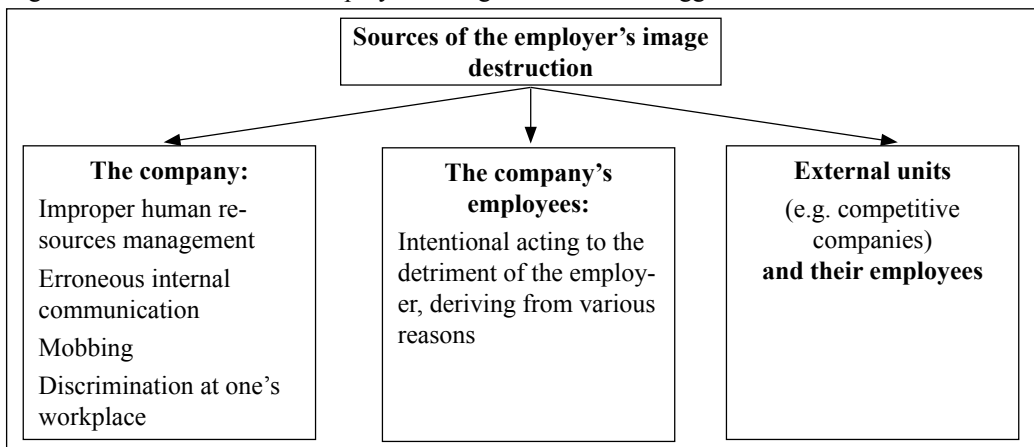 Sources of the employer’s image
destruction
The company:
Improper human re-
sources management
Erroneous internal
communication
Mobbing
Discrimination at one’s
workplace
The company’s
employees:
Intentional acting to the
detriment of the employ-
er, deriving from various
reasons
External units
(e.g. competitive
companies)
and their employees